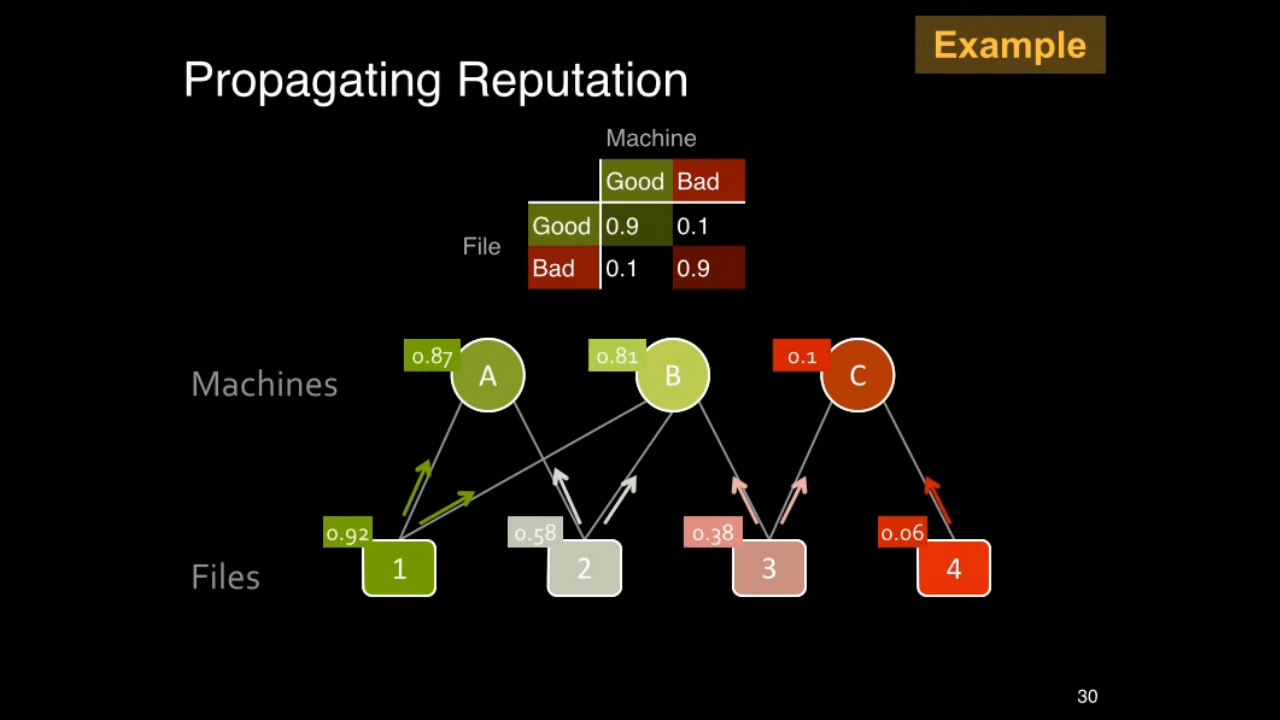 Example
Propagating Reputation
Machine
Good Bad
File
Good 0.9 0.1
Bad 0.1 0.9
Machines
0.87 A 0.81 B 0.1 C
0.92 0.58 0.38 0.06
Files
1 2 3 4
30